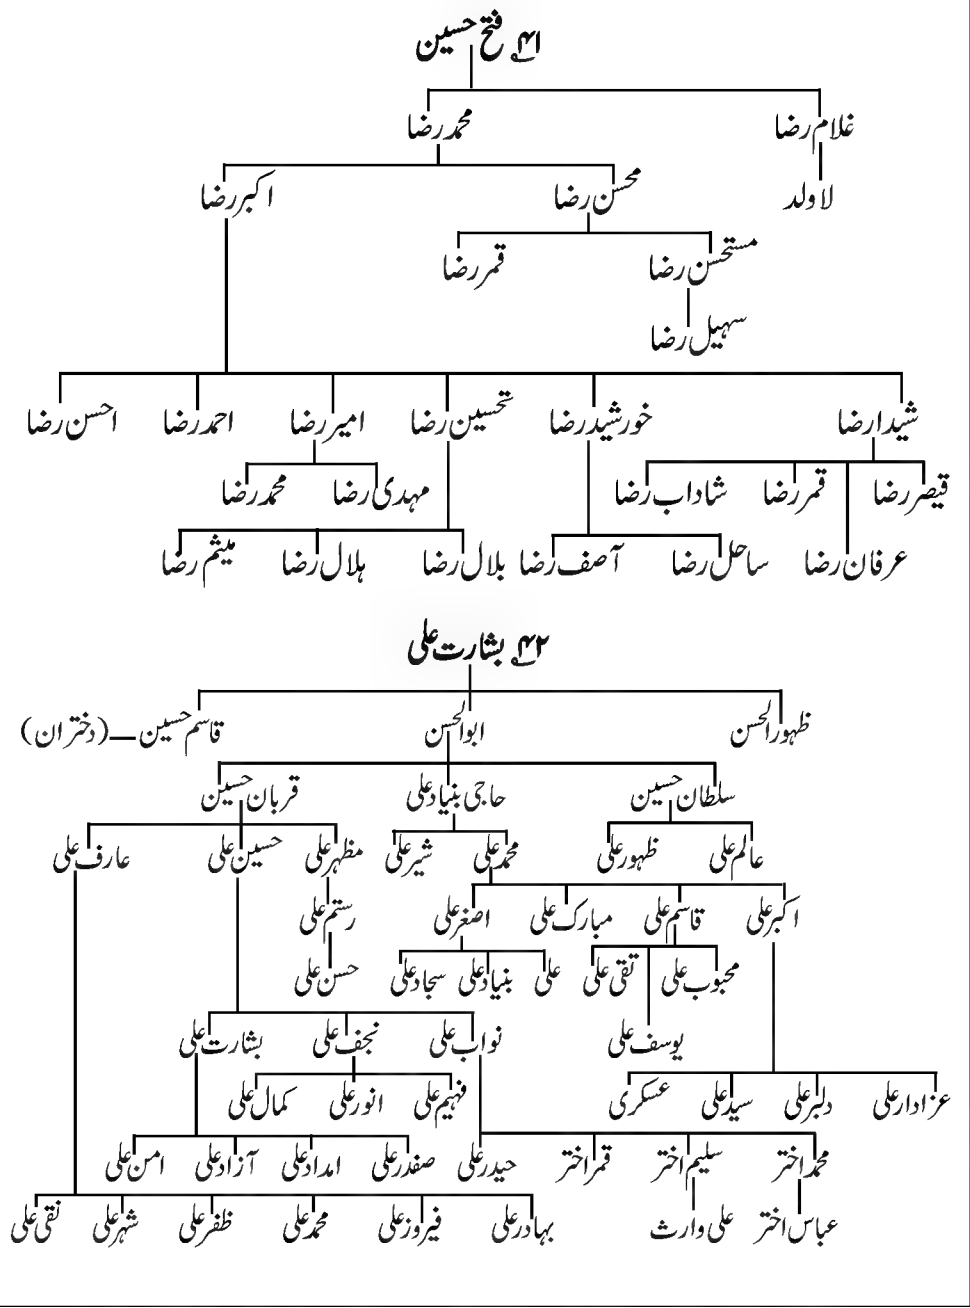 ۴۱ فتح حسین
غلام رضا محمد رضا
لا ولد محسن رضا اکبر رضا
مستحسن رضا قمر رضا
سہیل رضا
شیدا رضا خورشید رضا تحسین رضا امیر رضا احمد رضا احسن رضا
قیصر رضا قمر رضا شاداب رضا مہدی رضا محمد رضا
عرفان رضا ساحل رضا آصف رضا بلال رضا ہلال رضا میثم رضا
۴۲ بشارت علی
ظہور الحسن ابوالحسن قاسم حسین—(دختران)
سلطان حسین حاجی بنیاد علی قربان حسین
عالم علی ظہور علی محمد علی شیر علی مظہر علی حسین علی عارف علی
اکبر علی قاسم علی مبارک علی اصغر علی رستم علی
محبوب علی تقی علی علی بنیاد علی سجاد علی حسن علی
یوسف علی نواب علی نجف علی بشارت علی
عزادار علی دلبر علی سید علی عسکری فہیم علی انور علی کمال علی
محمد اختر سلیم اختر قمر اختر حیدر علی صفدر علی امداد علی آزاد علی امن علی
عباس اختر علی وارث بہادر علی فیروز علی محمد علی ظفر علی شہر علی نقی علی